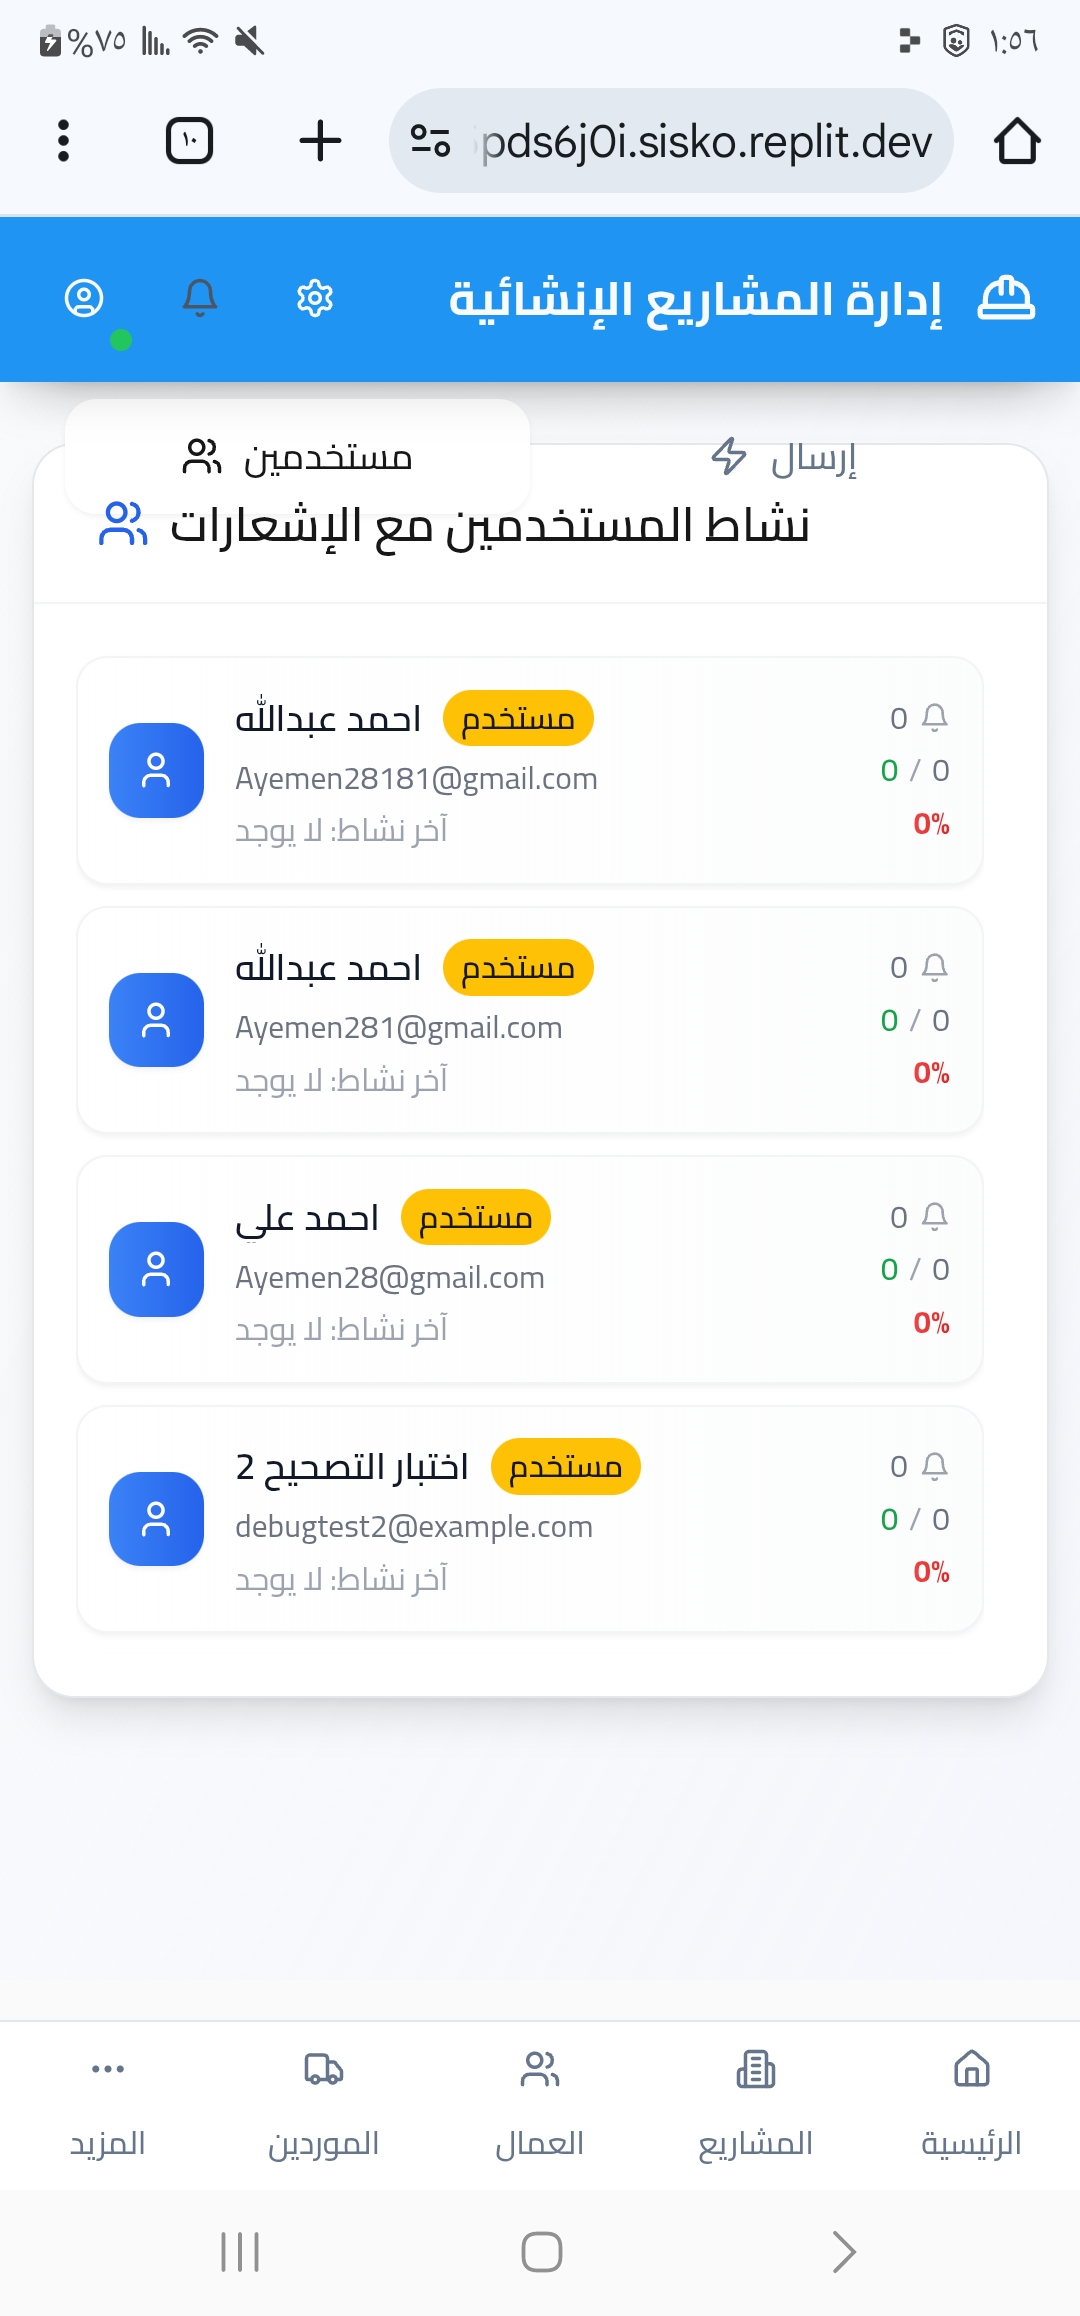 ١:٥٦
%٧٥
pds6j0i.sisko.replit.dev
١٠
إدارة المشاريع الإنشائية
إرسال
مستخدمين
نشاط المستخدمين مع الإشعارات
احمد عبدالله
مستخدم
Ayemen28181@gmail.com
آخر نشاط: لا يوجد
0
0 / 0
0%
احمد عبدالله
مستخدم
Ayemen281@gmail.com
آخر نشاط: لا يوجد
0
0 / 0
0%
احمد علي
مستخدم
Ayemen28@gmail.com
آخر نشاط: لا يوجد
0
0 / 0
0%
اختبار التصحيح 2
مستخدم
debugtest2@example.com
آخر نشاط: لا يوجد
0
0 / 0
0%
الرئيسية
المشاريع
العمال
الموردين
المزيد